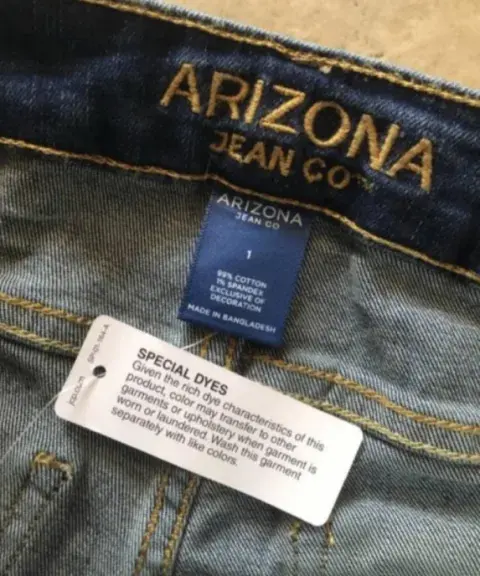 ARIZONA
JEAN CO
ARIZONA
JEAN CO
1
99% COTTON
1% SPANDEX
EXCLUSIVE OF
DECORATION
MADE IN BANGLADESH
SPECIAL DYES
Given the rich dye characteristics of this
product, color may transfer to other
garments or upholstery when garment is
worn or laundered. Wash this garment
separately with like colors.